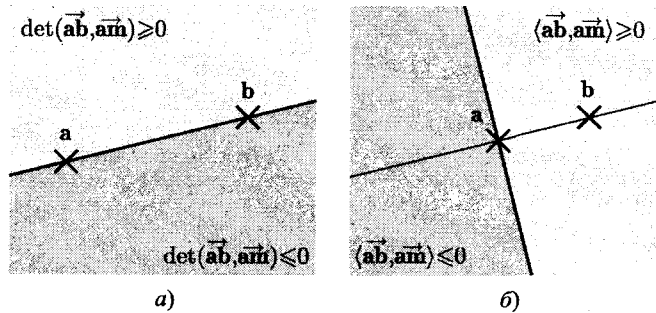 det(ab⃗,am⃗)⩾0
a
b
det(ab⃗,am⃗)⩽0
а)
⟨ab⃗,am⃗⟩⩾0
a
b
⟨ab⃗,am⃗⟩⩽0
б)